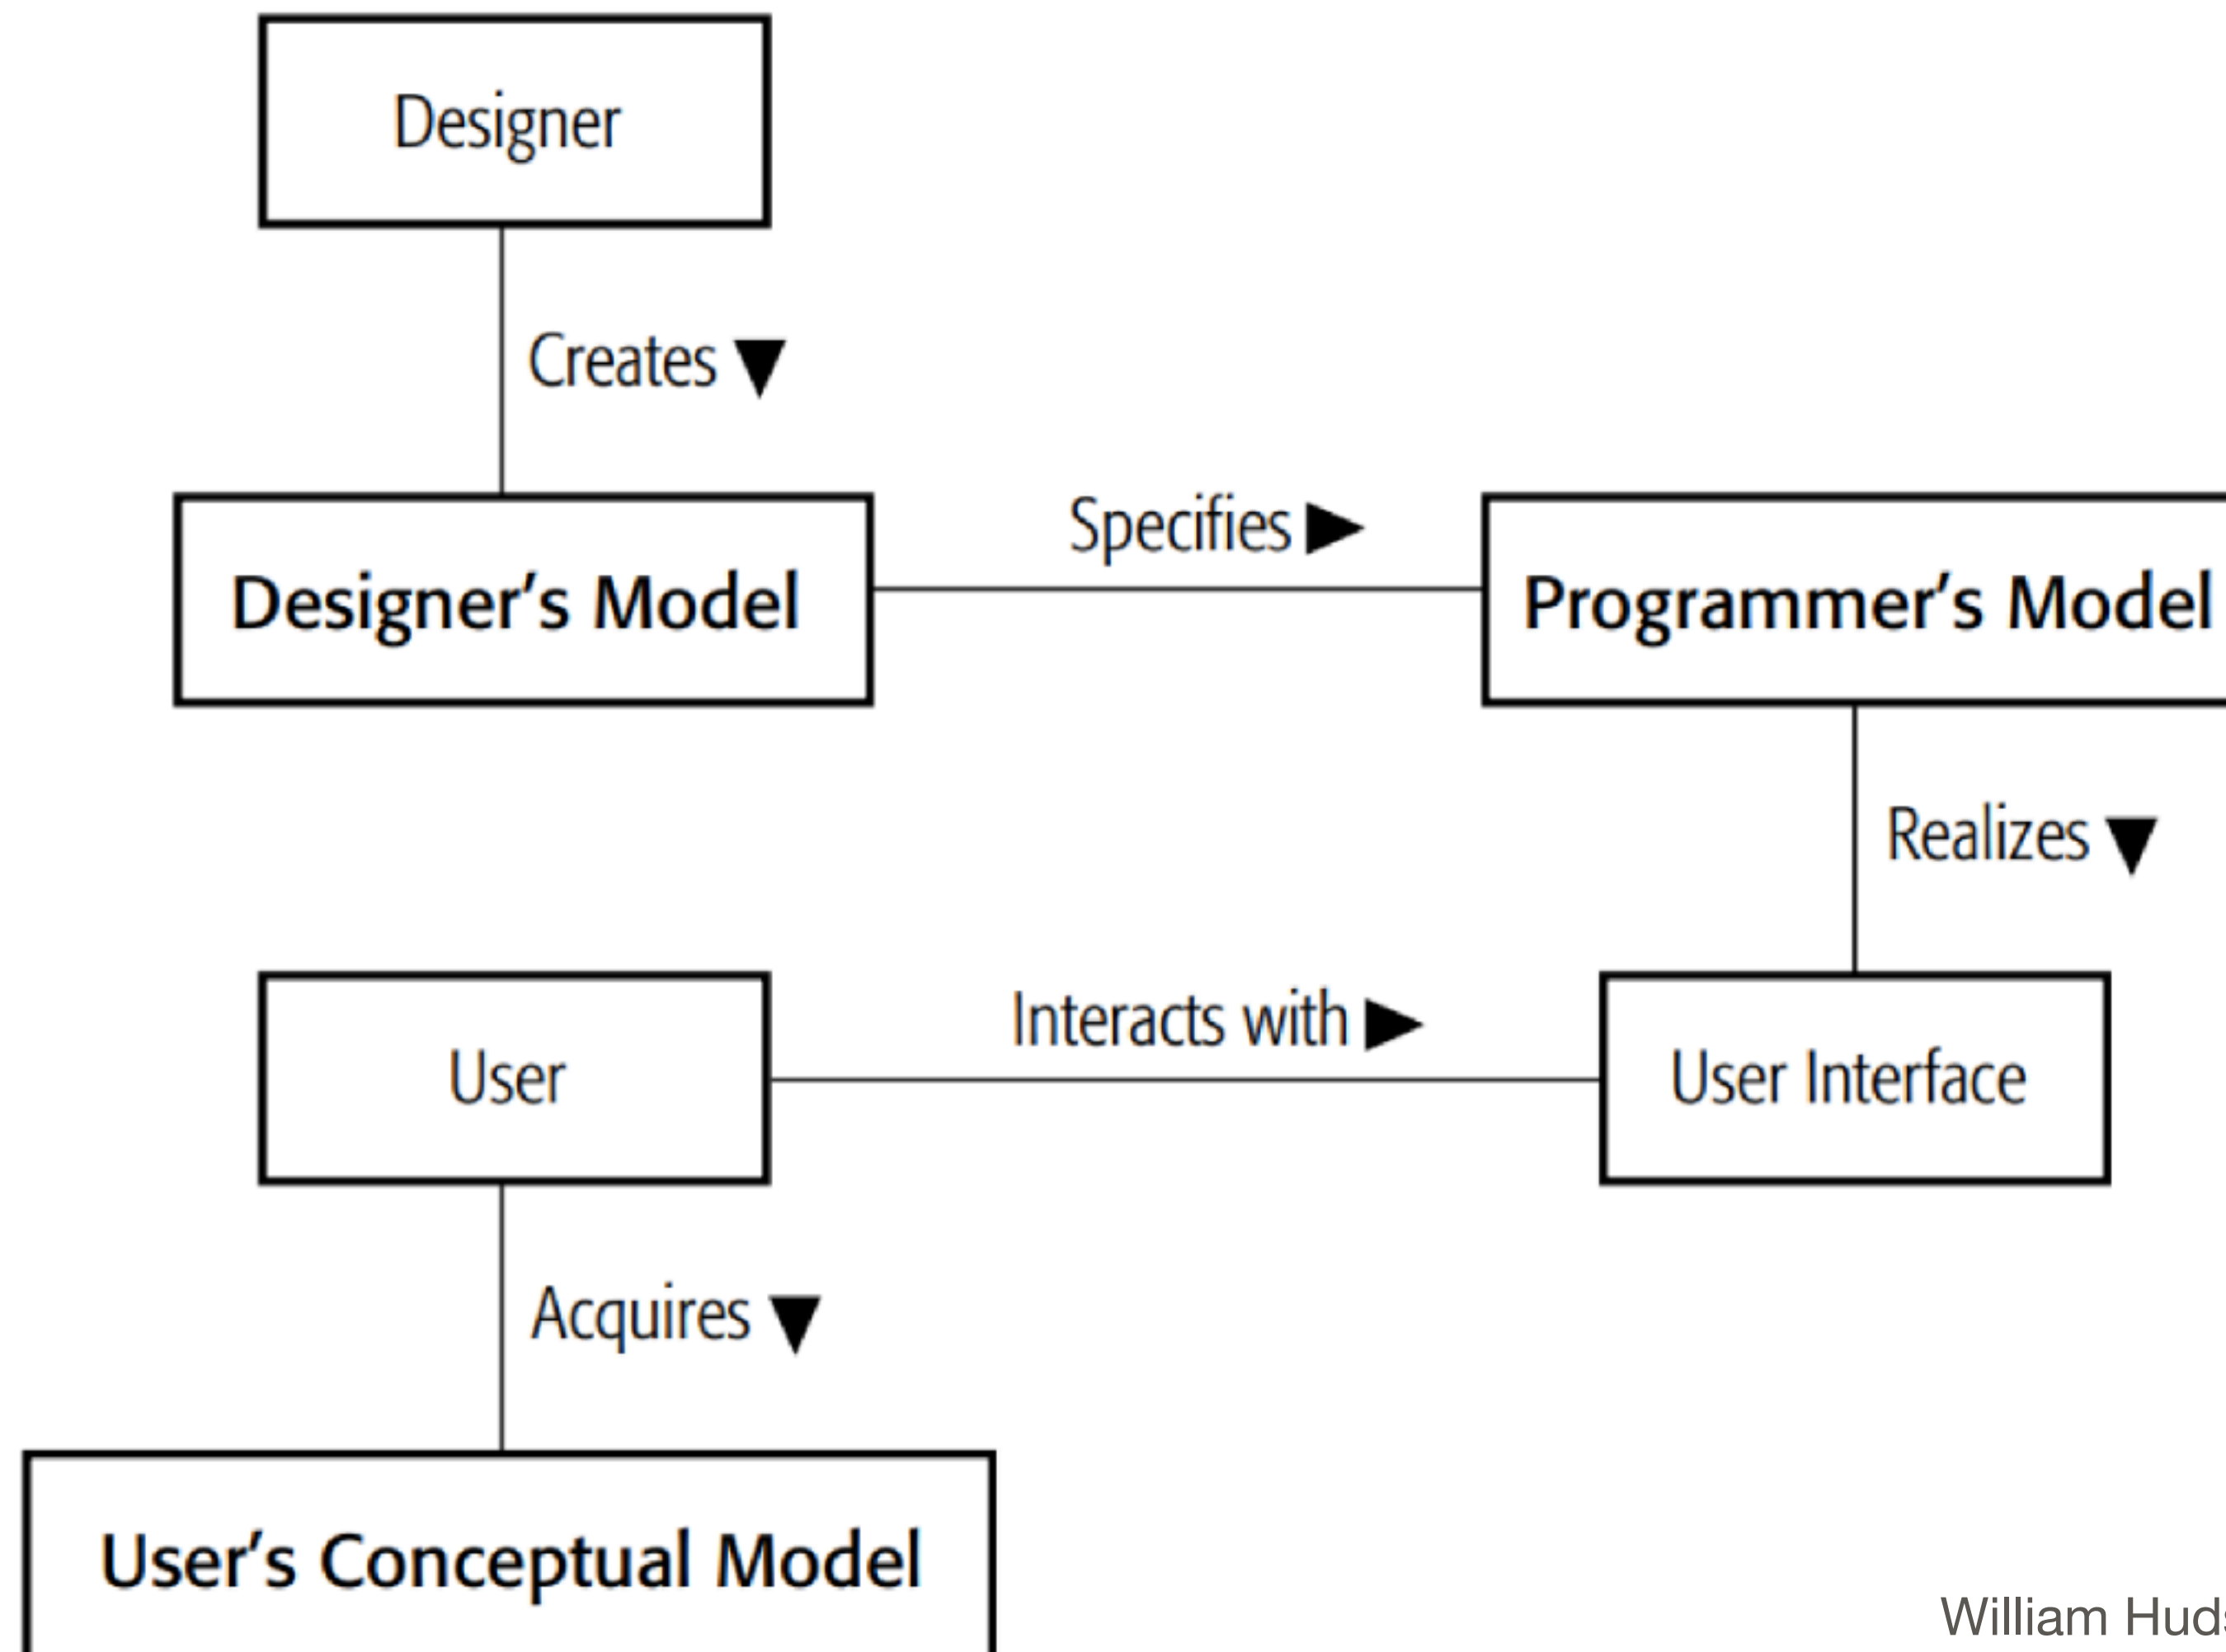 Designer
Creates
Designer’s Model
Specifies
Programmer’s Model
Realizes
User
Interacts with
User Interface
Acquires
User’s Conceptual Model
William